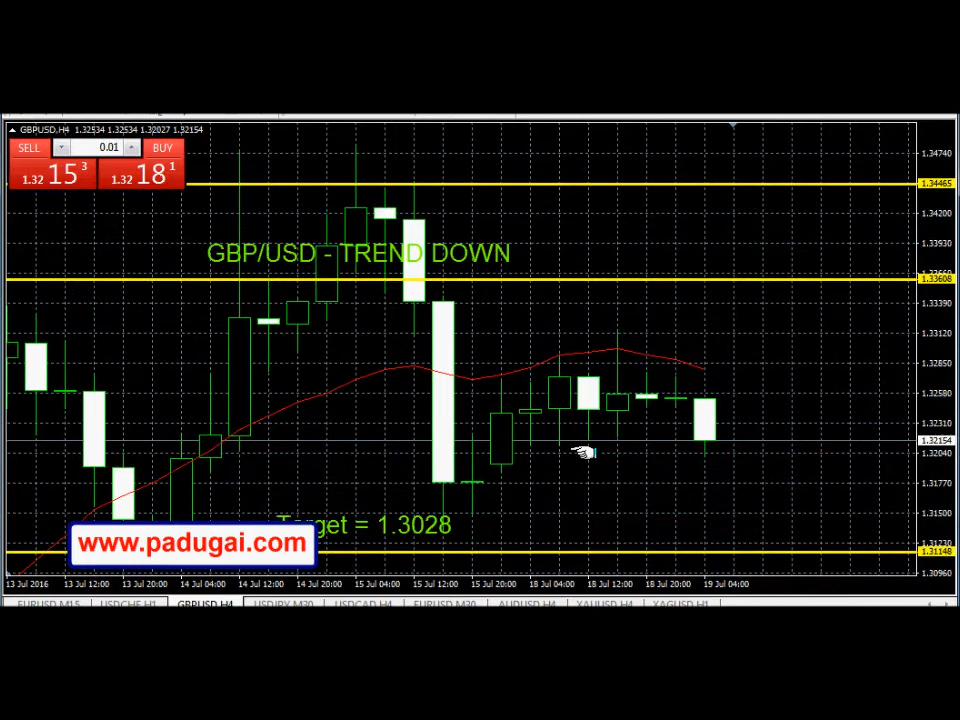 GBPUSD,H4 1.32534 1.32534 1.32027 1.32154
SELL 0.01 BUY
1.32 15 3 1.32 18 1
1.34740
1.34465
1.34200
1.33930
1.33608
1.33390
1.33120
1.32850
1.32580
1.32310
1.32154
1.32040
1.31770
1.31500
1.31230
1.31148
1.30960
GBP/USD - TREND DOWN
Target = 1.3028
www.padugai.com
13 Jul 2016 13 Jul 12:00 13 Jul 20:00 14 Jul 04:00 14 Jul 12:00 14 Jul 20:00 15 Jul 04:00 15 Jul 12:00 15 Jul 20:00 18 Jul 04:00 18 Jul 12:00 18 Jul 20:00 19 Jul 04:00
EURUSD,M15 USDCHF,H1 GBPUSD,H4 USDJPY,M30 USDCAD,H4 EURUSD,M30 AUDUSD,H4 XAUUSD,H4 XAGUSD,H1